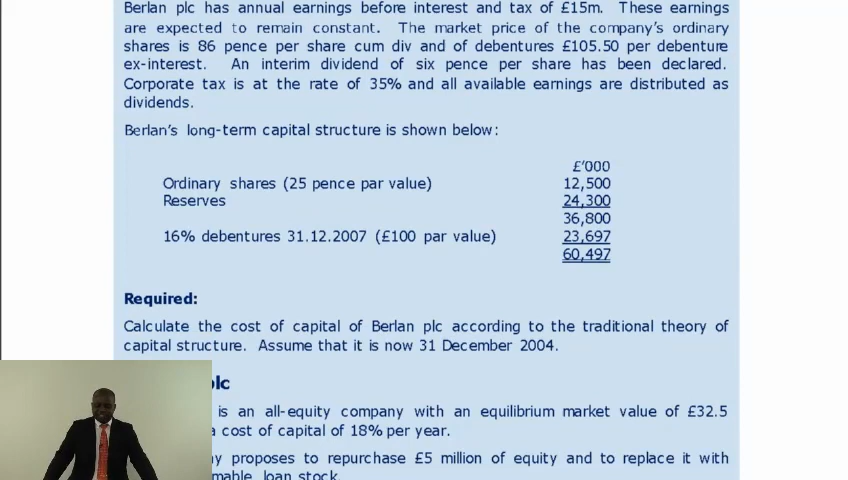 Berlan plc has annual earnings before interest and tax of £15m. These earnings
are expected to remain constant. The market price of the company's ordinary
shares is 86 pence per share cum div and of debentures £105.50 per debenture
ex-interest. An interim dividend of six pence per share has been declared.
Corporate tax is at the rate of 35% and all available earnings are distributed as
dividends.
Berlan's long-term capital structure is shown below:
£'000
Ordinary shares (25 pence par value) 12,500
Reserves 24,300
36,800
16% debentures 31.12.2007 (£100 par value) 23,697
60,497
Required:
Calculate the cost of capital of Berlan plc according to the traditional theory of
capital structure. Assume that it is now 31 December 2004.
plc
is an all-equity company with an equilibrium market value of £32.5
a cost of capital of 18% per year.
proposes to repurchase £5 million of equity and to replace it with
loan stock.